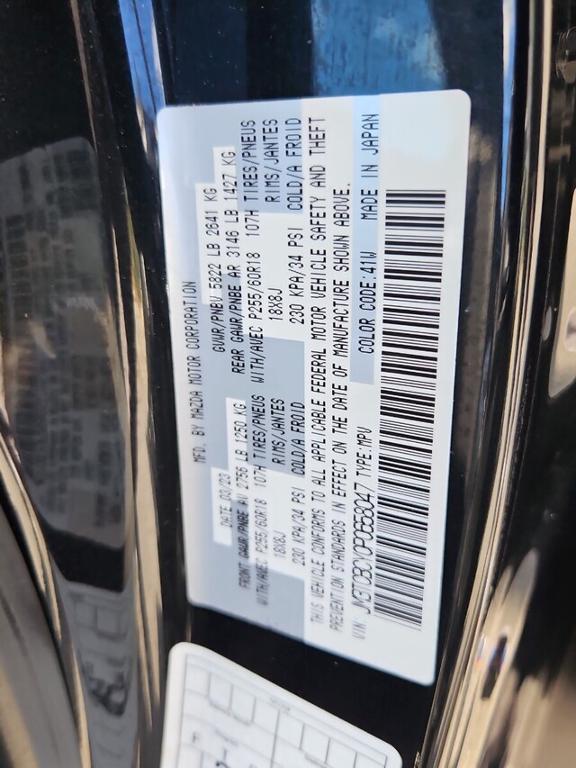 MFD. BY MAZDA MOTOR CORPORATION
DATE 03/23 GVWR/PNBV 5822 LB 2641 KG
FRONT GAWR/PNBE AV 2756 LB 1250 KG REAR GAWR/PNBE AR 3146 LB 1427 KG
WITH/AVEC P255/60R18 107H TIRES/PNEUS WITH/AVEC P255/60R18 107H TIRES/PNEUS
18X8J RIMS/JANTES 18X8J RIMS/JANTES
230 KPA/34 PSI COLD/A FROID 230 KPA/34 PSI COLD/A FROID
THIS VEHICLE CONFORMS TO ALL APPLICABLE FEDERAL MOTOR VEHICLE SAFETY AND THEFT
PREVENTION STANDARDS IN EFFECT ON THE DATE OF MANUFACTURE SHOWN ABOVE.
VIN: JM3TCBCY0P0658047 TYPE:MPV COLOR CODE:41W MADE IN JAPAN